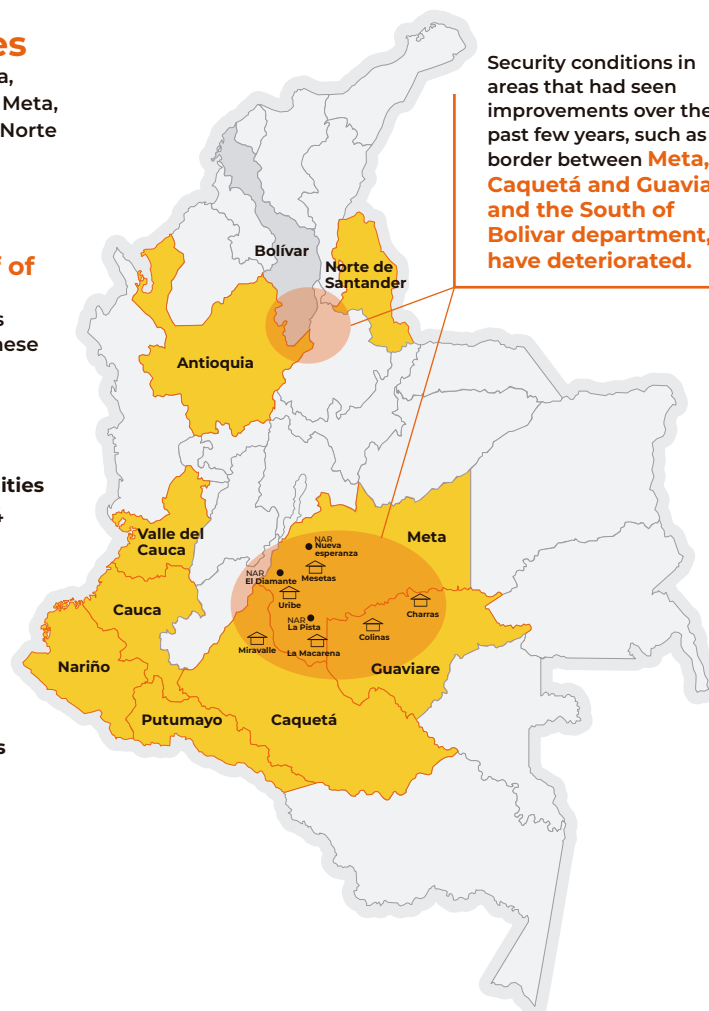 es
a,
Meta,
Norte
f of
s
nese
ities
s
Security conditions in
areas that had seen
improvements over the
past few years, such as
border between Meta,
Caquetá and Guavia
and the South of
Bolivar department,
have deteriorated.
Bolívar
Norte de
Santander
Antioquia
Valle del
Cauca
Cauca
Nariño
Putumayo
Caquetá
Meta
Guaviare
NAR
Nueva
esperanza
Mesetas
NAR
El Diamante
Uribe
NAR
La Pista
La Macarena
Miravalle
Colinas
Charras